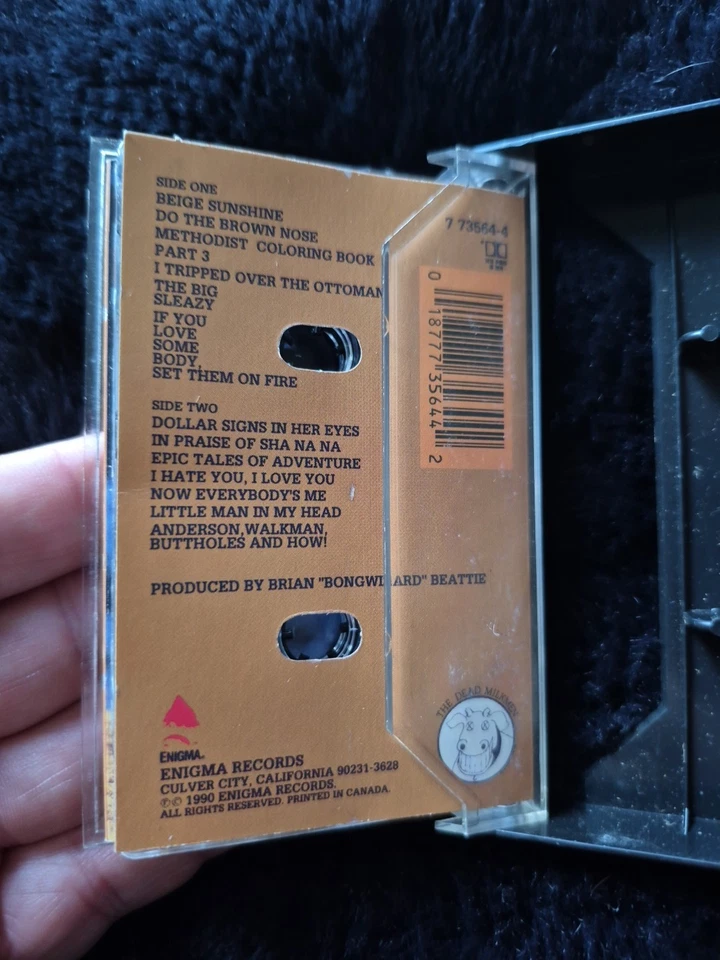 SIDE ONE
BEIGE SUNSHINE
DO THE BROWN NOSE
METHODIST COLORING BOOK
PART 3
I TRIPPED OVER THE OTTOMAN
THE BIG
SLEAZY
IF YOU
LOVE
SOME
BODY,
SET THEM ON FIRE
SIDE TWO
DOLLAR SIGNS IN HER EYES
IN PRAISE OF SHA NA NA
EPIC TALES OF ADVENTURE
I HATE YOU, I LOVE YOU
NOW EVERYBODY'S ME
LITTLE MAN IN MY HEAD
ANDERSON,WALKMAN,
BUTTHOLES AND HOW!
PRODUCED BY BRIAN "BONGWIZARD" BEATTIE
ENIGMA.
ENIGMA RECORDS
CULVER CITY, CALIFORNIA 90231-3628
℗© 1990 ENIGMA RECORDS.
ALL RIGHTS RESERVED. PRINTED IN CANADA.
7 73564-4
0 18777 35644 2
THE DEAD MILKMEN